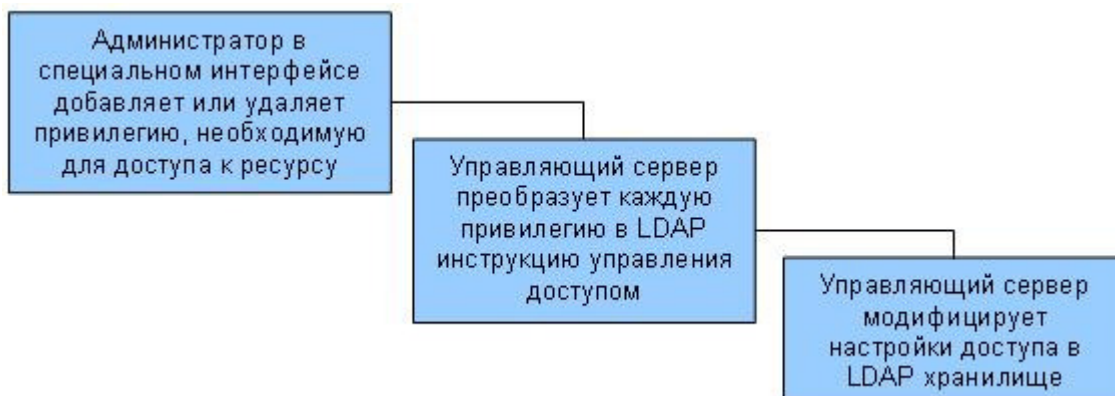 Администратор в
специальном интерфейсе
добавляет или удаляет
привилегию, необходимую
для доступа к ресурсу
Управляющий сервер
преобразует каждую
привилегию в LDAP
инструкцию управления
доступом
Управляющий сервер
модифицирует
настройки доступа в
LDAP хранилище